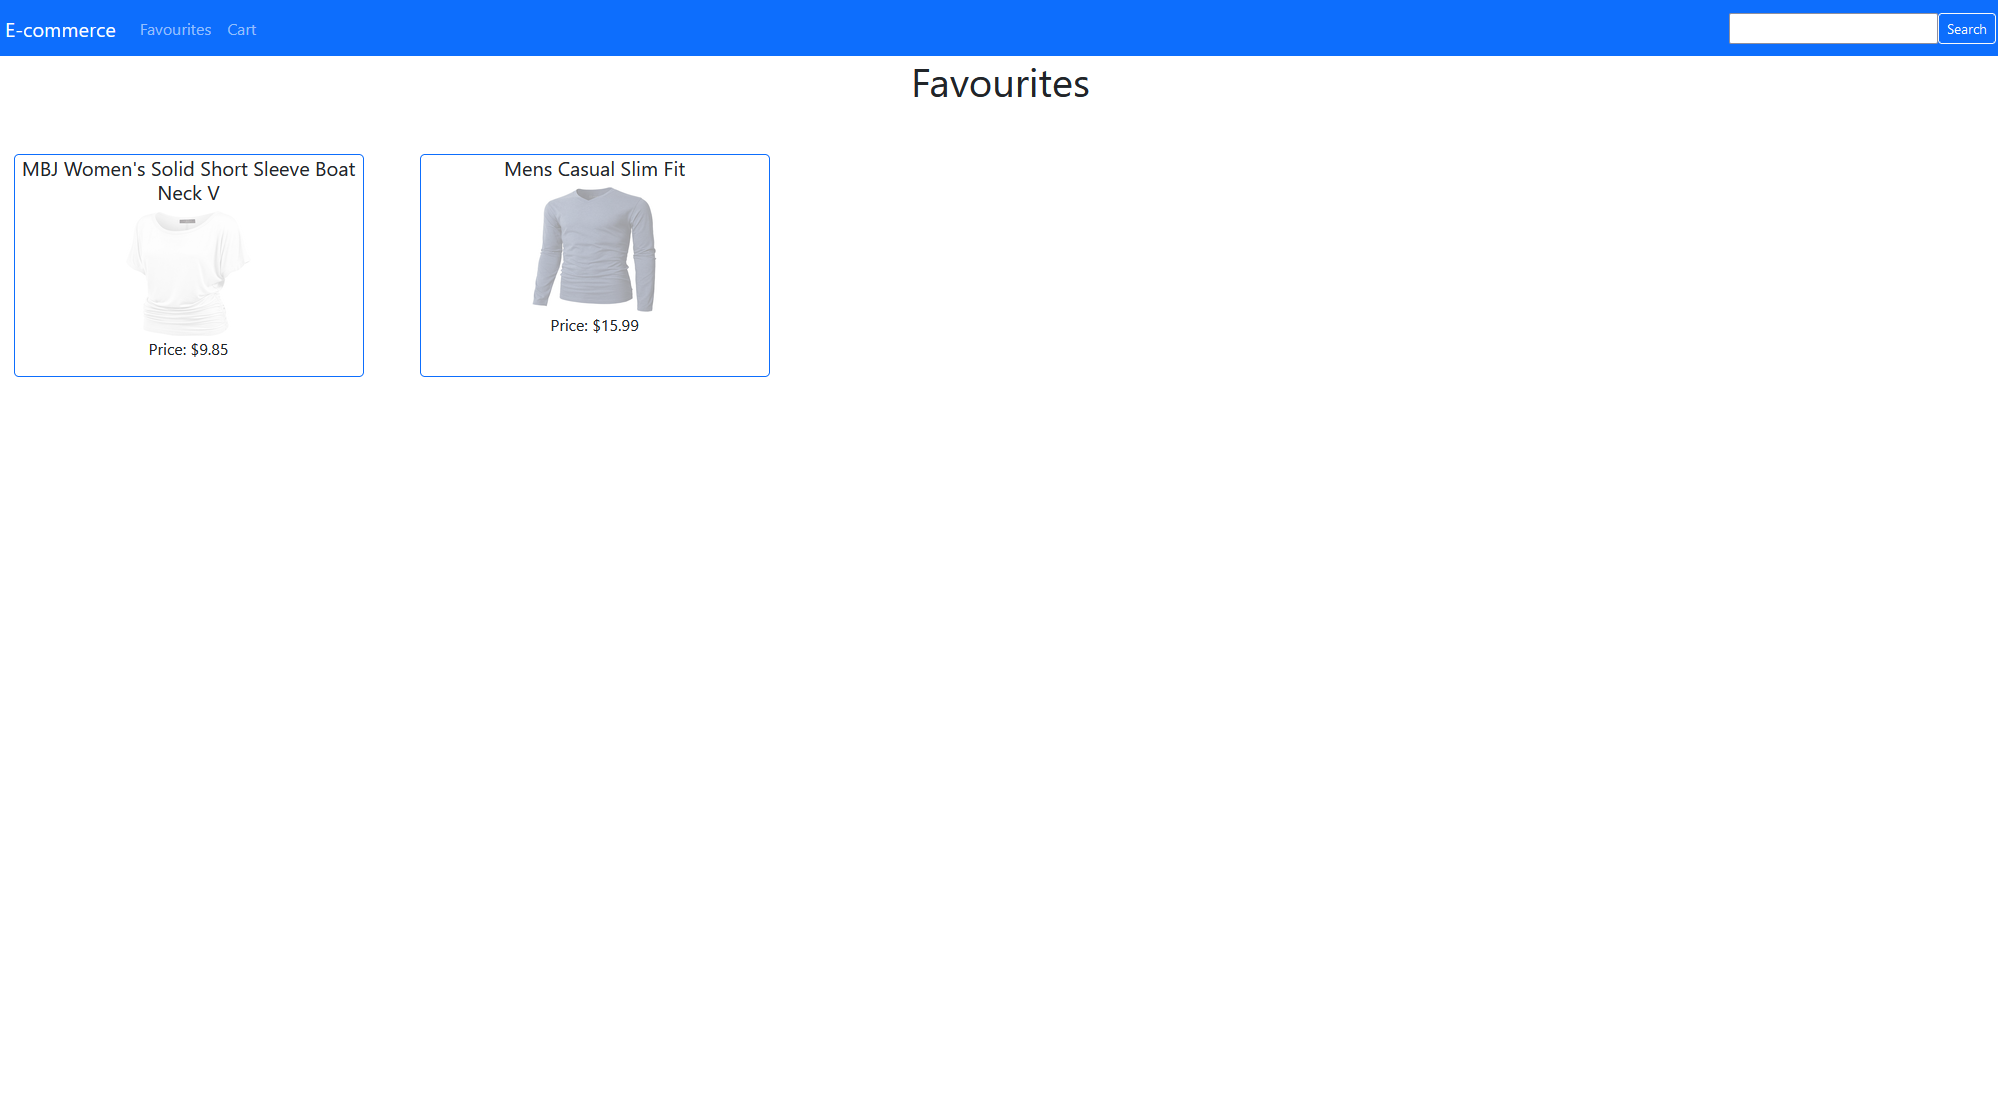 E-commerce Favourites Cart Search
Favourites
MBJ Women's Solid Short Sleeve Boat
Neck V
Price: $9.85
Mens Casual Slim Fit
Price: $15.99